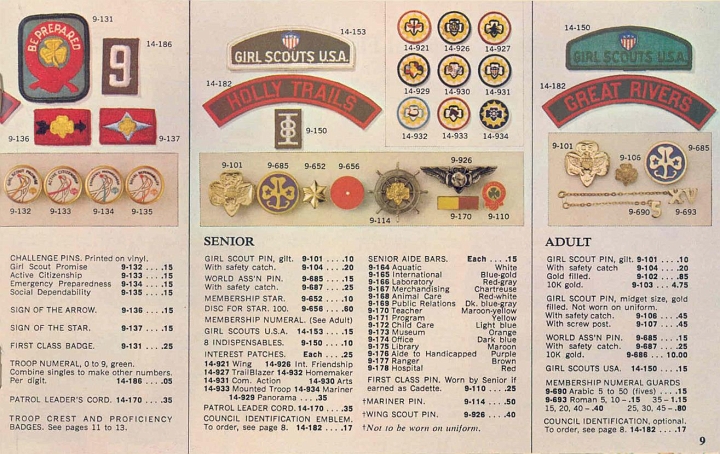 9-131
BE PREPARED
14-186
9
9-136
9-137
9-132
9-133
9-134
9-135
CHALLENGE PINS. Printed on vinyl.
Girl Scout Promise 9-132 .... .15
Active Citizenship 9-133 .... .15
Emergency Preparedness 9-134 .... .15
Social Dependability 9-135 .... .15
SIGN OF THE ARROW. 9-136 .... .15
SIGN OF THE STAR. 9-137 .... .15
FIRST CLASS BADGE. 9-131 .... .25
TROOP NUMERAL, 0 to 9, green.
Combine singles to make other numbers.
Per digit. 14-186 .... .05
PATROL LEADER'S CORD. 14-170 .... .35
TROOP CREST AND PROFICIENCY
BADGES. See pages 11 to 13.
14-153
GIRL SCOUTS U.S.A.
14-182
HOLLY TRAILS
9-150
14-921
14-926
14-927
14-929
14-930
14-931
14-932
14-933
14-934
9-101
9-685
9-652
9-656
9-114
9-926
9-170
9-110
SENIOR
GIRL SCOUT PIN, gilt. 9-101 .... .10
With safety catch. 9-104 .... .20
WORLD ASS'N PIN. 9-685 .... .15
With safety catch. 9-687 .... .25
MEMBERSHIP STAR. 9-652 .... .10
DISC FOR STAR. 100. 9-656 .... .60
MEMBERSHIP NUMERAL. (See Adult)
GIRL SCOUTS U.S.A. 14-153 .... .15
8 INDISPENSABLES. 9-150 .... .10
INTEREST PATCHES. Each .... .25
14-921 Wing 14-926 Int. Friendship
14-927 TrailBlazer 14-932 Homemaker
14-931 Com. Action 14-930 Arts
14-933 Mounted Troop 14-934 Mariner
14-929 Panorama .... .35
PATROL LEADER CORD. 14-170 .... .35
COUNCIL IDENTIFICATION EMBLEM.
To order, see page 8. 14-182 .... .17
SENIOR AIDE BARS. Each .... .15
9-164 Aquatic White
9-165 International Blue-gold
9-166 Laboratory Red-gray
9-167 Merchandising Chartreuse
9-168 Animal Care Red-white
9-169 Public Relations Dk. blue-gray
9-170 Teacher Maroon-yellow
9-171 Program Yellow
9-172 Child Care Light blue
9-173 Museum Orange
9-174 Office Dark blue
9-175 Library Maroon
9-176 Aide to Handicapped Purple
9-177 Ranger Brown
9-178 Hospital Red
FIRST CLASS PIN. Worn by Senior if
earned as Cadette. 9-110 .... .25
†MARINER PIN. 9-114 .... .50
†WING SCOUT PIN. 9-926 .... .40
†Not to be worn on uniform.
14-150
GIRL SCOUTS U.S.A.
14-182
GREAT RIVERS
9-101
9-106
9-685
9-690
5
XV
9-693
ADULT
GIRL SCOUT PIN, gilt. 9-101 .... .10
With safety catch 9-104 .... .20
Gold filled. 9-102 .... .85
10K gold. 9-103 .... 4.75
GIRL SCOUT PIN, midget size, gold
filled. Not worn on uniform.
With safety catch. 9-106 .... .45
With screw post. 9-107 .... .45
WORLD ASS'N PIN. 9-685 .... .15
With safety catch. 9-687 .... .25
10K gold. 9-686 .... 10.00
GIRL SCOUTS USA. 14-150 .... .15
MEMBERSHIP NUMERAL GUARDS
9-690 Arabic 5 to 50 (fives) .... .15
9-693 Roman 5, 10-.15 35-1.15
15, 20, 40-.40 25, 30, 45-.80
COUNCIL IDENTIFICATION, optional.
To order, see page 8. 14-182 .... .17
9